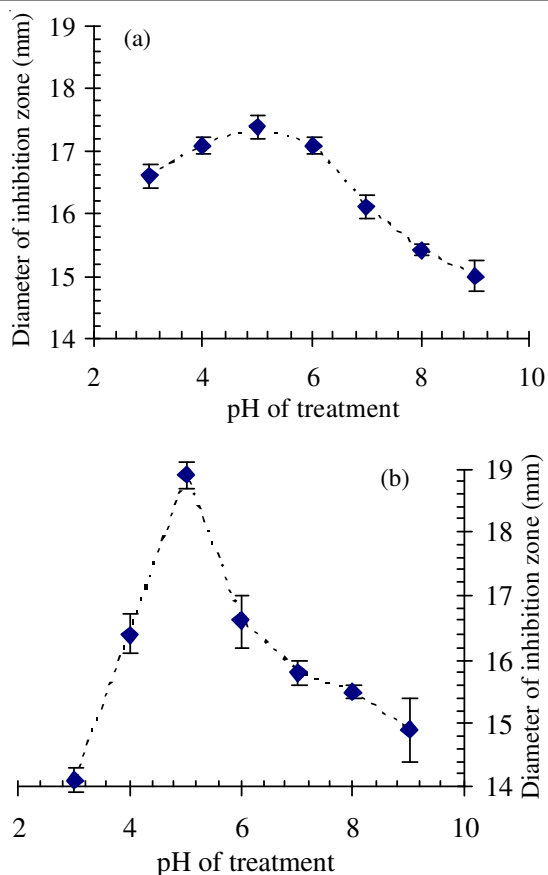 (a)
Diameter of inhibition zone (mm)
19
18
17
16
15
14
2 4 6 8 10
pH of treatment
(b)
19
18
17
16
15
14
Diameter of inhibition zone (mm)
2 4 6 8 10
pH of treatment